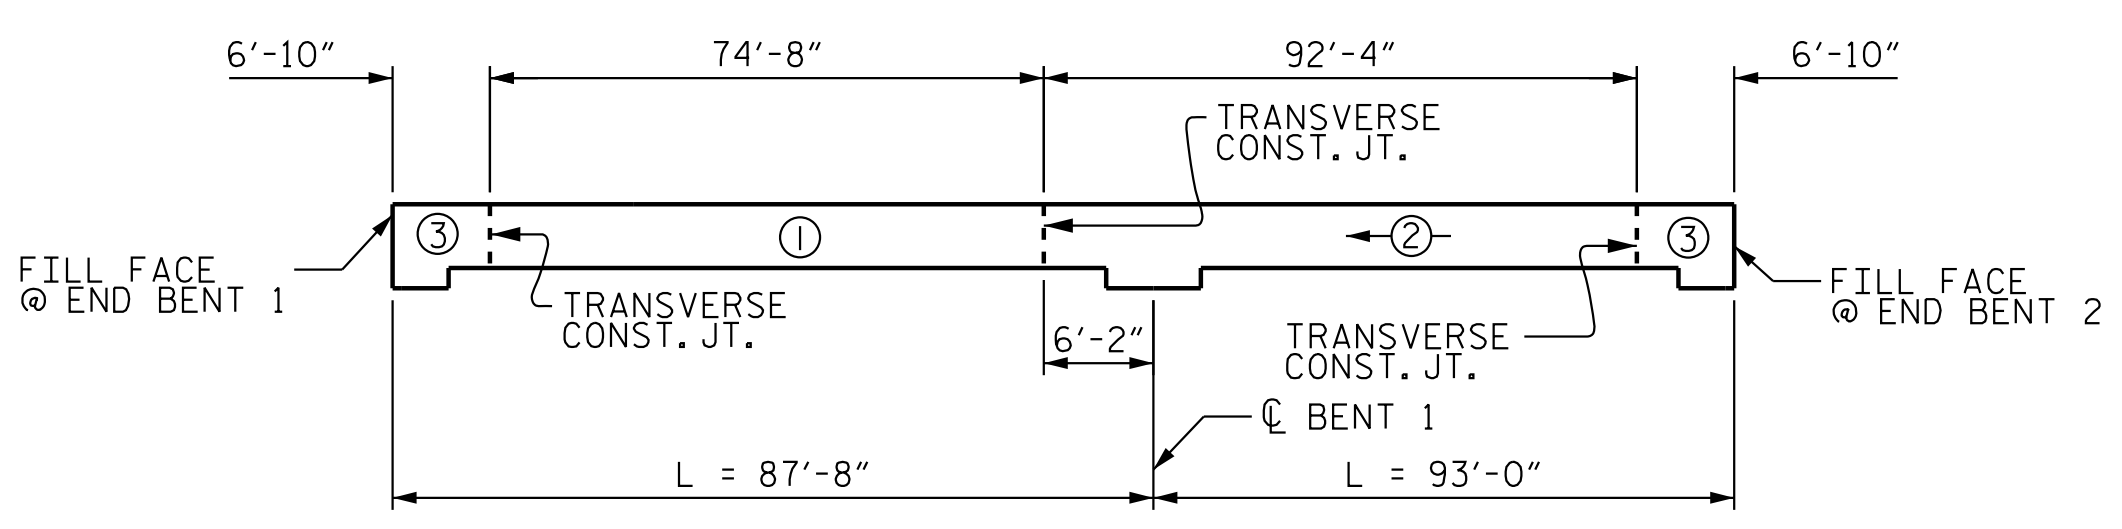 6'-10"
74'-8"
92'-4"
6'-10"
TRANSVERSE
CONST. JT.
3
1
2
3
FILL FACE
@ END BENT 1
TRANSVERSE
CONST. JT.
6'-2"
TRANSVERSE
CONST. JT.
FILL FACE
@ END BENT 2
℄ BENT 1
L = 87'-8"
L = 93'-0"